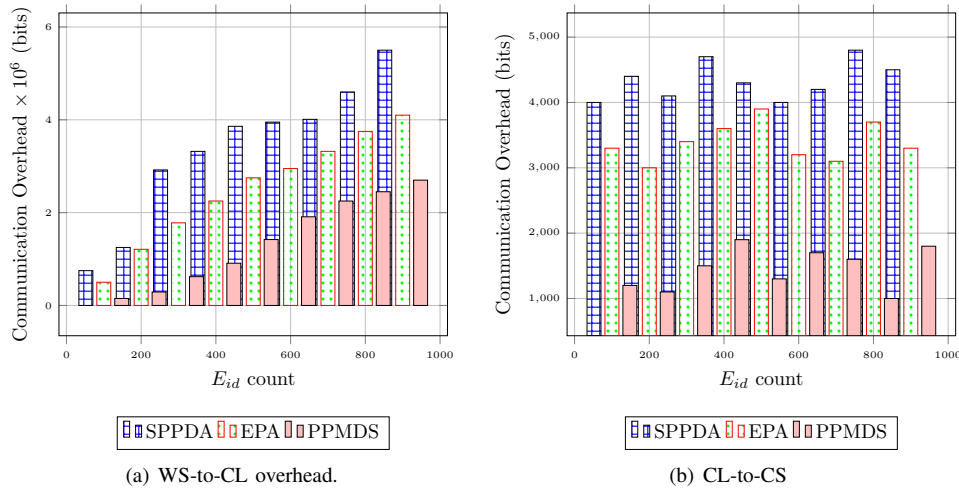 Communication Overhead × 10^6 (bits)
6
4
2
0
0 200 400 600 800 1000
E_id count
SPPDA EPA PPMDS
(a) WS-to-CL overhead.
Communication Overhead (bits)
5,000
4,000
3,000
2,000
1,000
0 200 400 600 800 1000
E_id count
SPPDA EPA PPMDS
(b) CL-to-CS